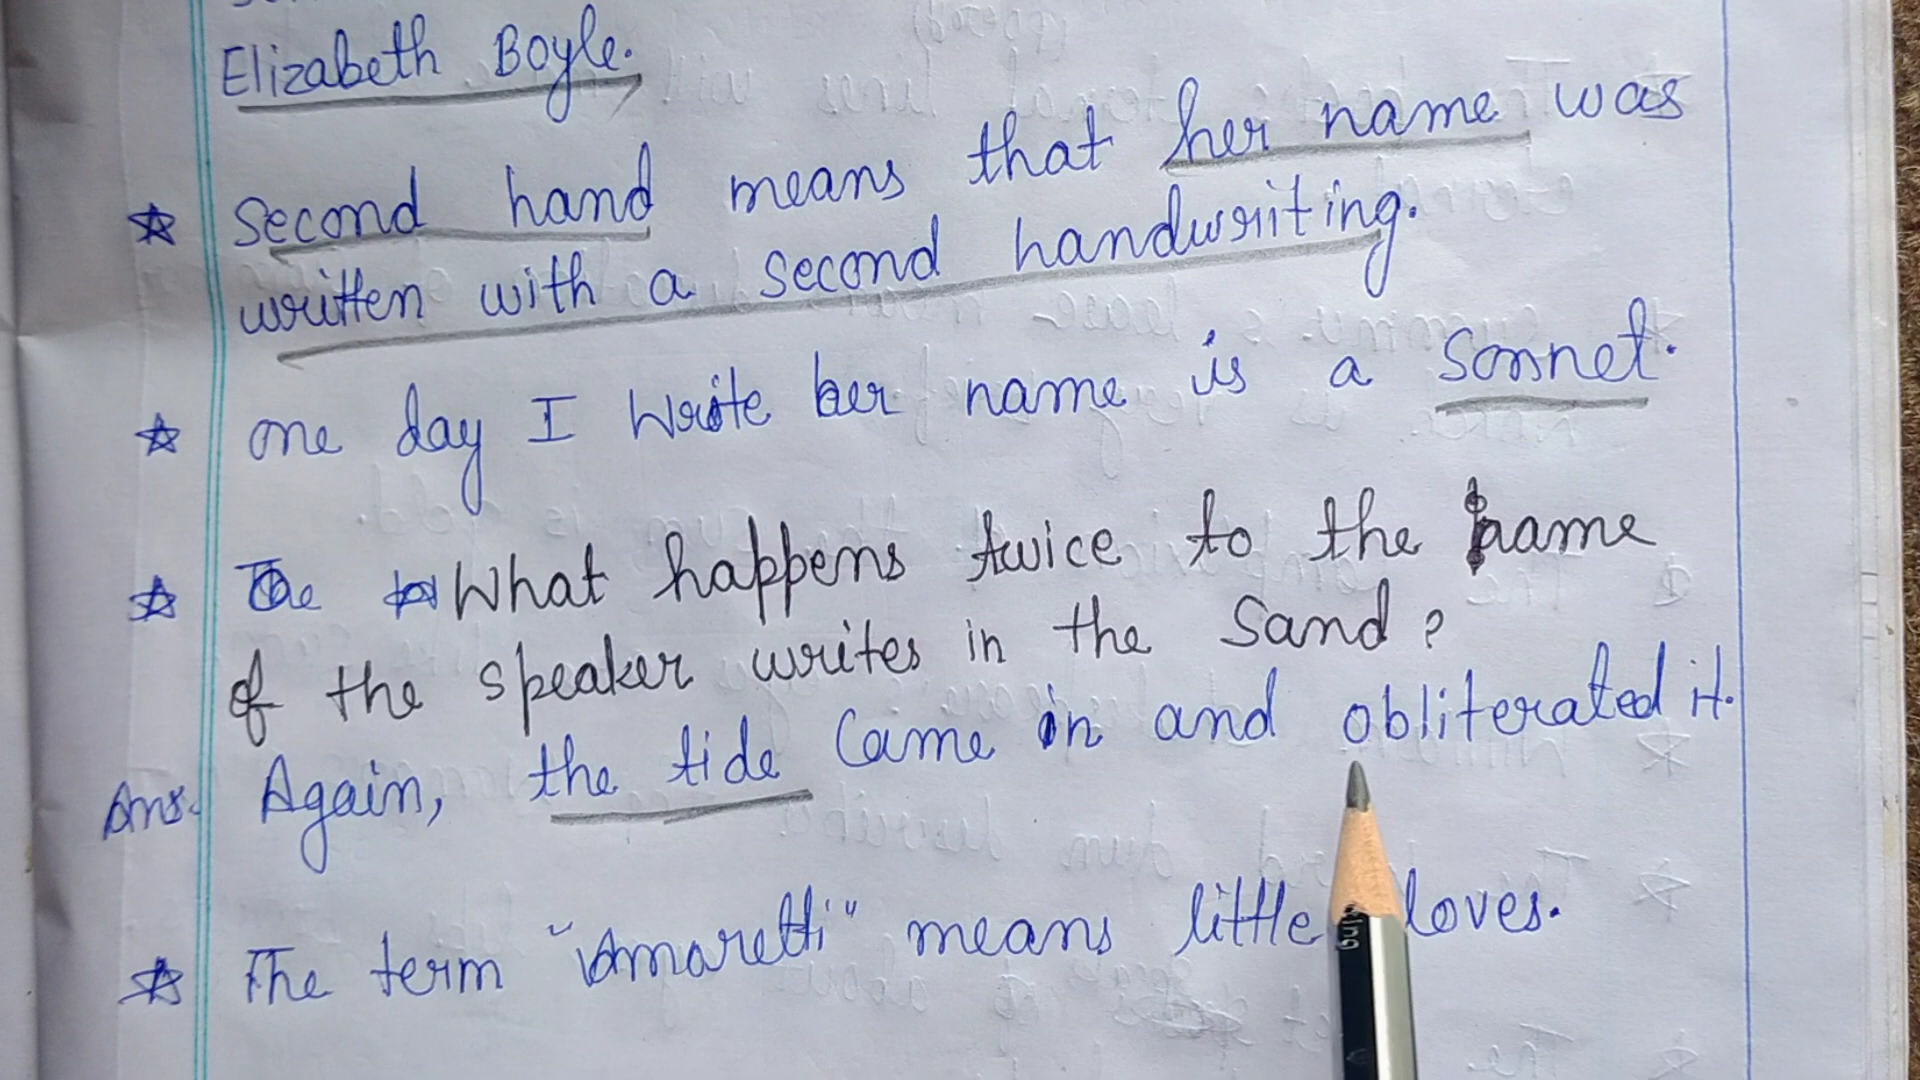 Elizabeth Boyle.
☆ Second hand means that her name was
written with a second handwriting.
☆ one day I Write her name is a Sonnet.
☆ The What happens twice to the name
of the speaker writes in the Sand?
Ans. Again, the tide Came in and obliterated it.
☆ The term "Amoretti" means little loves.